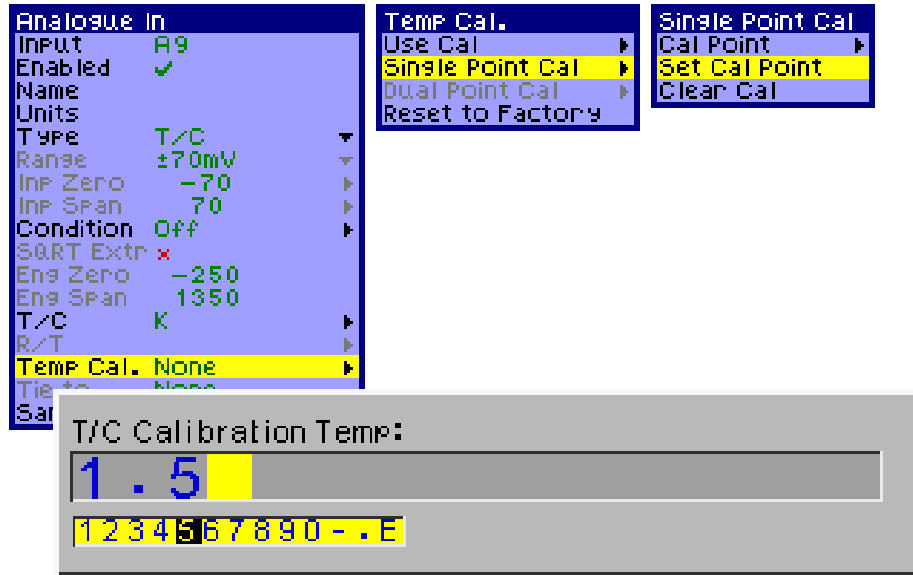 Analogue In
Input A9
Enabled
Name
Units
Type T/C
Range ±70mV
Inp Zero -70
Inp Span 70
Condition Off
SQRT Extr x
Eng Zero -250
Eng Span 1350
T/C K
R/T
Temp Cal. None
Tie to None
Temp Cal.
Use Cal
Single Point Cal
Dual Point Cal
Reset to Factory
Single Point Cal
Cal Point
Set Cal Point
Clear Cal
T/C Calibration Temp:
1.5
1234567890-.E